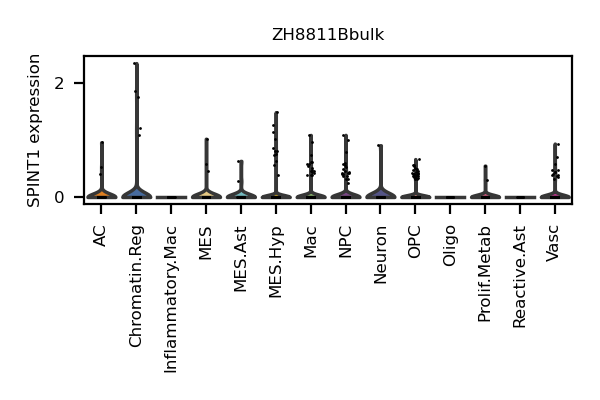 ZH8811Bbulk
SPINT1 expression
2
0
AC
Chromatin.Reg
Inflammatory.Mac
MES
MES.Ast
MES.Hyp
Mac
NPC
Neuron
OPC
Oligo
Prolif.Metab
Reactive.Ast
Vasc